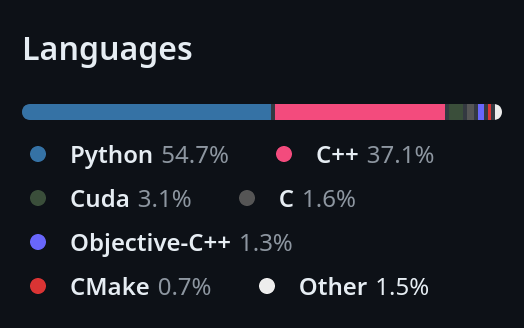 Languages
Python 54.7% C++ 37.1%
Cuda 3.1% C 1.6%
Objective-C++ 1.3%
CMake 0.7% Other 1.5%